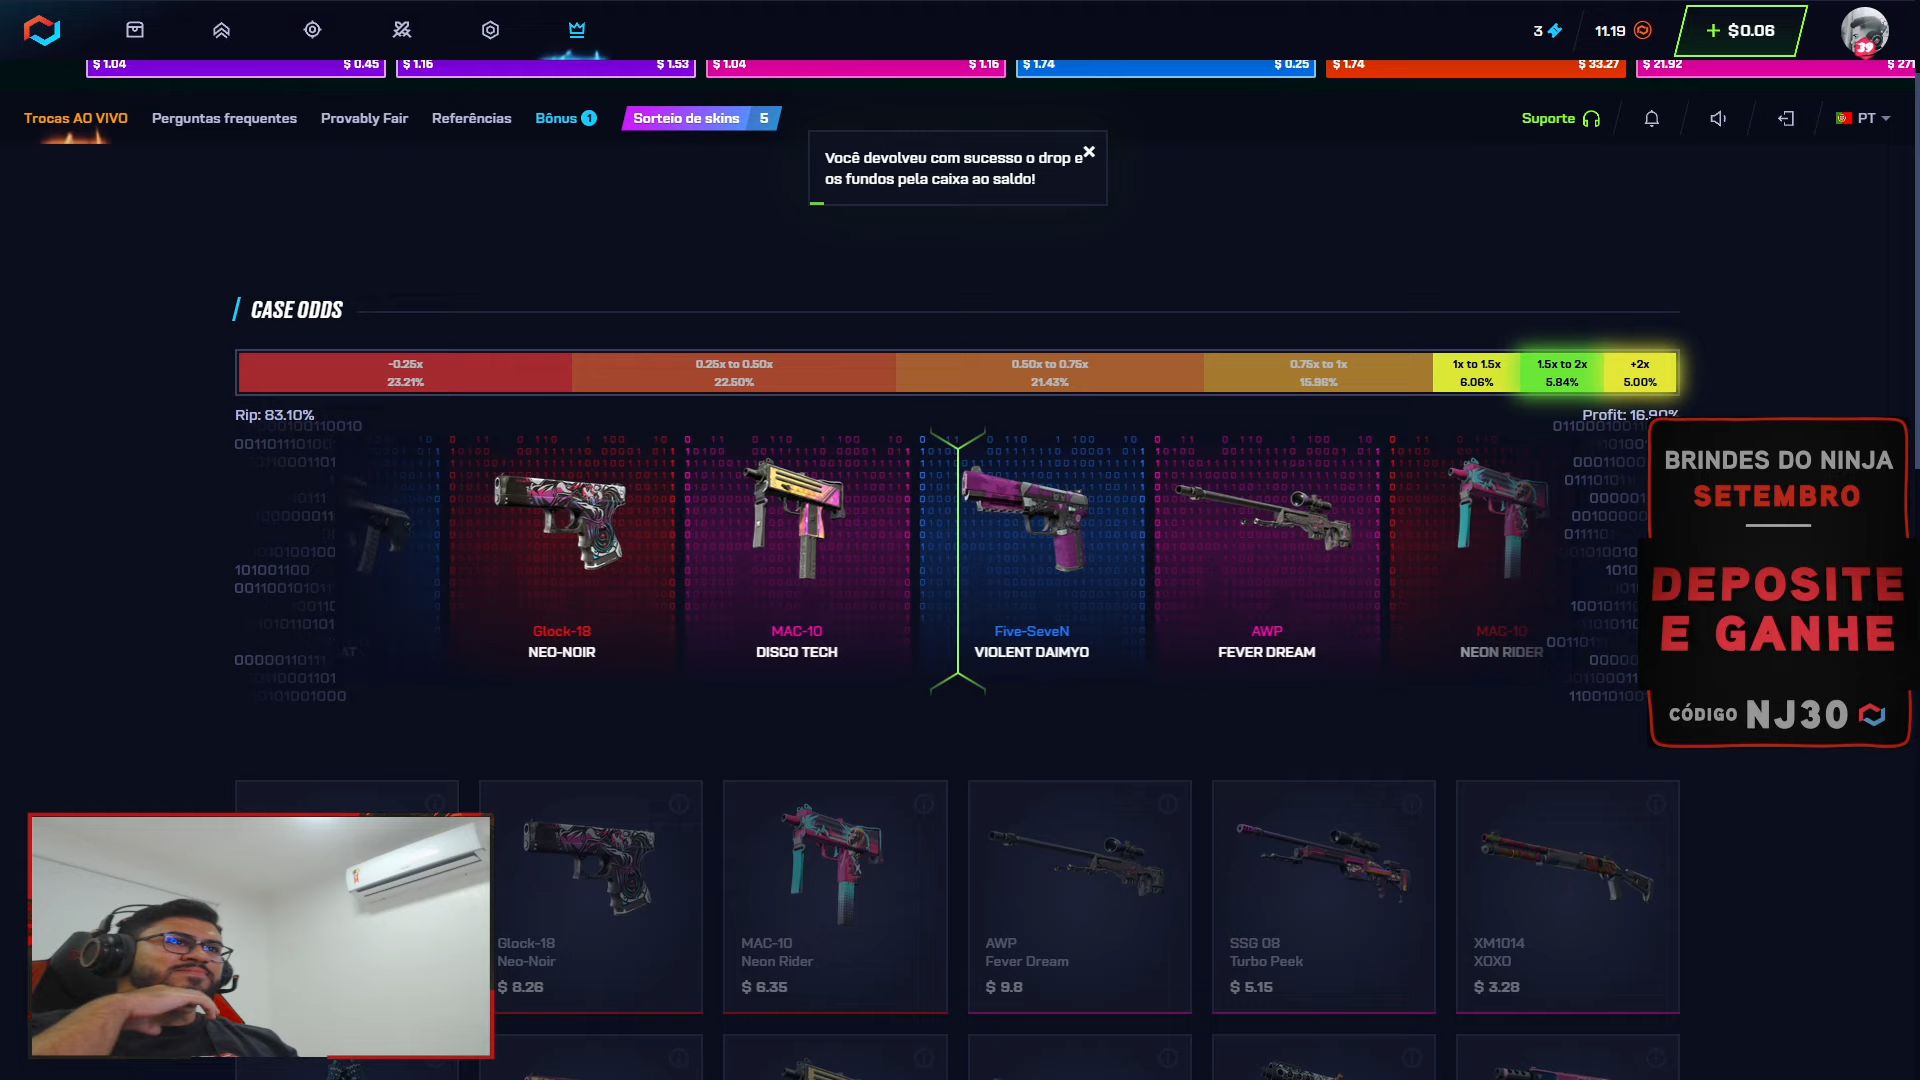 3
11.19
+ $0.06
39
$ 1.04
$ 0.45
$ 1.16
$ 1.53
$ 1.04
$ 1.16
$ 1.74
$ 0.25
$ 1.74
$ 33.27
$ 21.92
Trocas AO VIVO
Perguntas frequentes
Provably Fair
Referências
Bônus 1
Sorteio de skins 5
Suporte
PT
Você devolveu com sucesso o drop e
os fundos pela caixa ao saldo!
CASE ODDS
-0.25x
23.21%
0.25x to 0.50x
22.50%
0.50x to 0.75x
21.43%
0.75x to 1x
15.96%
1x to 1.5x
6.06%
1.5x to 2x
5.84%
+2x
5.00%
Rip: 83.10%
Profit: 16.90%
Glock-18
NEO-NOIR
MAC-10
DISCO TECH
Five-SeveN
VIOLENT DAIMYO
AWP
FEVER DREAM
MAC-10
NEON RIDER
BRINDES DO NINJA
SETEMBRO
DEPOSITE
E GANHE
CÓDIGO NJ30
Glock-18
Neo-Noir
$ 8.26
MAC-10
Neon Rider
$ 6.35
AWP
Fever Dream
$ 9.8
SSG 08
Turbo Peek
$ 5.15
XM1014
XOXO
$ 3.28